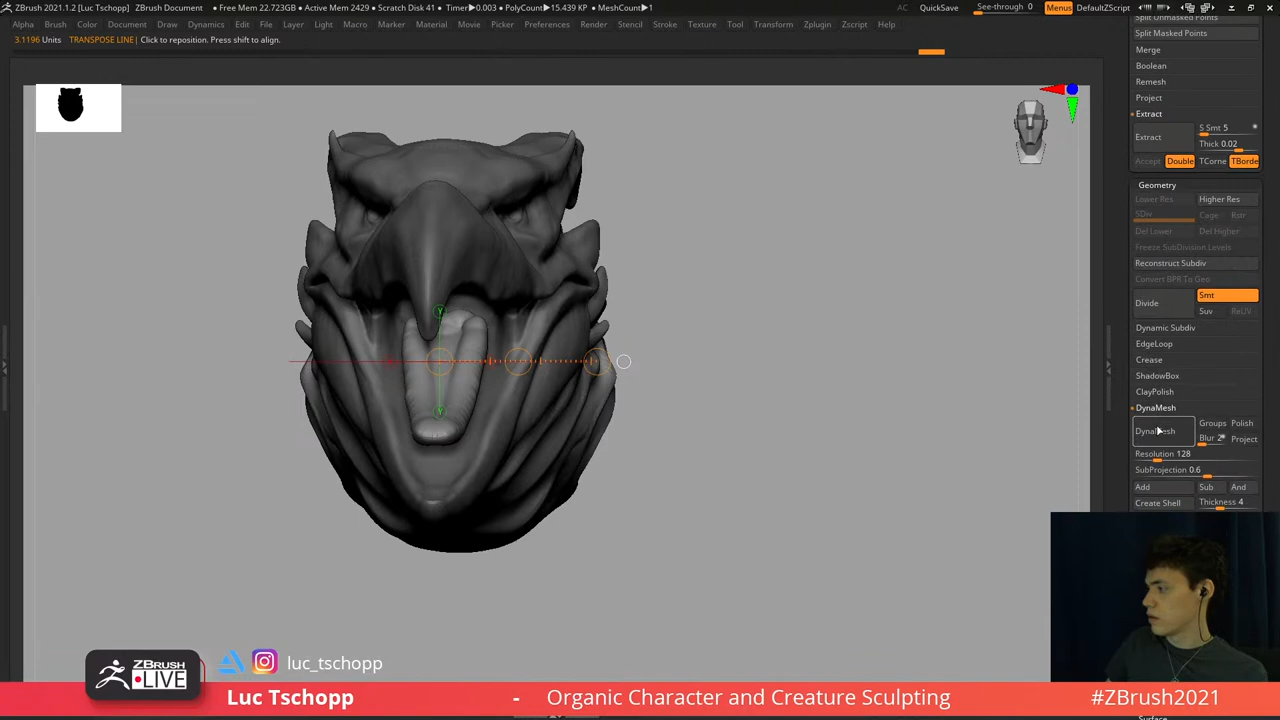 ZBrush 2021.1.2 [Luc Tschopp]   ZBrush Document   • Free Mem 22.723GB • Active Mem 2429 • Scratch Disk 41 • Timer▶0.003 • PolyCount▶15.439 KP • MeshCount▶1   AC   QuickSave   See-through 0   Menus   DefaultZScript
Alpha Brush Color Document Draw Dynamics Edit File Layer Light Macro Marker Material Movie Picker Preferences Render Stencil Stroke Texture Tool Transform Zplugin Zscript Help
3.1196 Units   TRANSPOSE LINE| Click to reposition. Press shift to align.
Split Unmasked Points
Split Masked Points
Merge
Boolean
Remesh
Project
Extract
Extract   S Smt 5
Thick 0.02
Accept Double TCorne TBorde
Geometry
Lower Res   Higher Res
SDiv   Cage   Rstr
Del Lower   Del Higher
Freeze SubDivision Levels
Reconstruct Subdiv
Convert BPR To Geo
Divide   Smt
Suv   ReUV
Dynamic Subdiv
EdgeLoop
Crease
ShadowBox
ClayPolish
DynaMesh
DynaMesh   Groups   Polish
Blur 2   Project
Resolution 128
SubProjection 0.6
Add   Sub   And
Create Shell   Thickness 4
Y
Y
ZBRUSH
•LIVE
luc_tschopp
Luc Tschopp   -   Organic Character and Creature Sculpting   #ZBrush2021
Surface